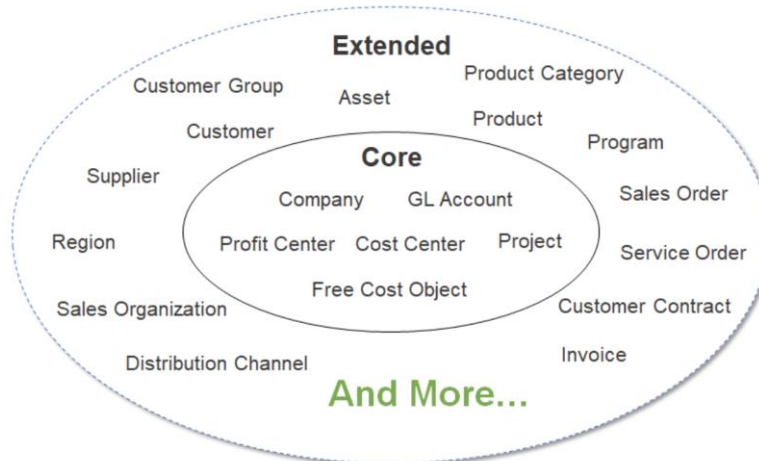 Extended
Product Category
Customer Group
Asset
Product
Customer
Program
Core
Supplier
Sales Order
Company GL Account
Region
Profit Center Cost Center Project
Service Order
Free Cost Object
Sales Organization
Customer Contract
Invoice
Distribution Channel
And More...